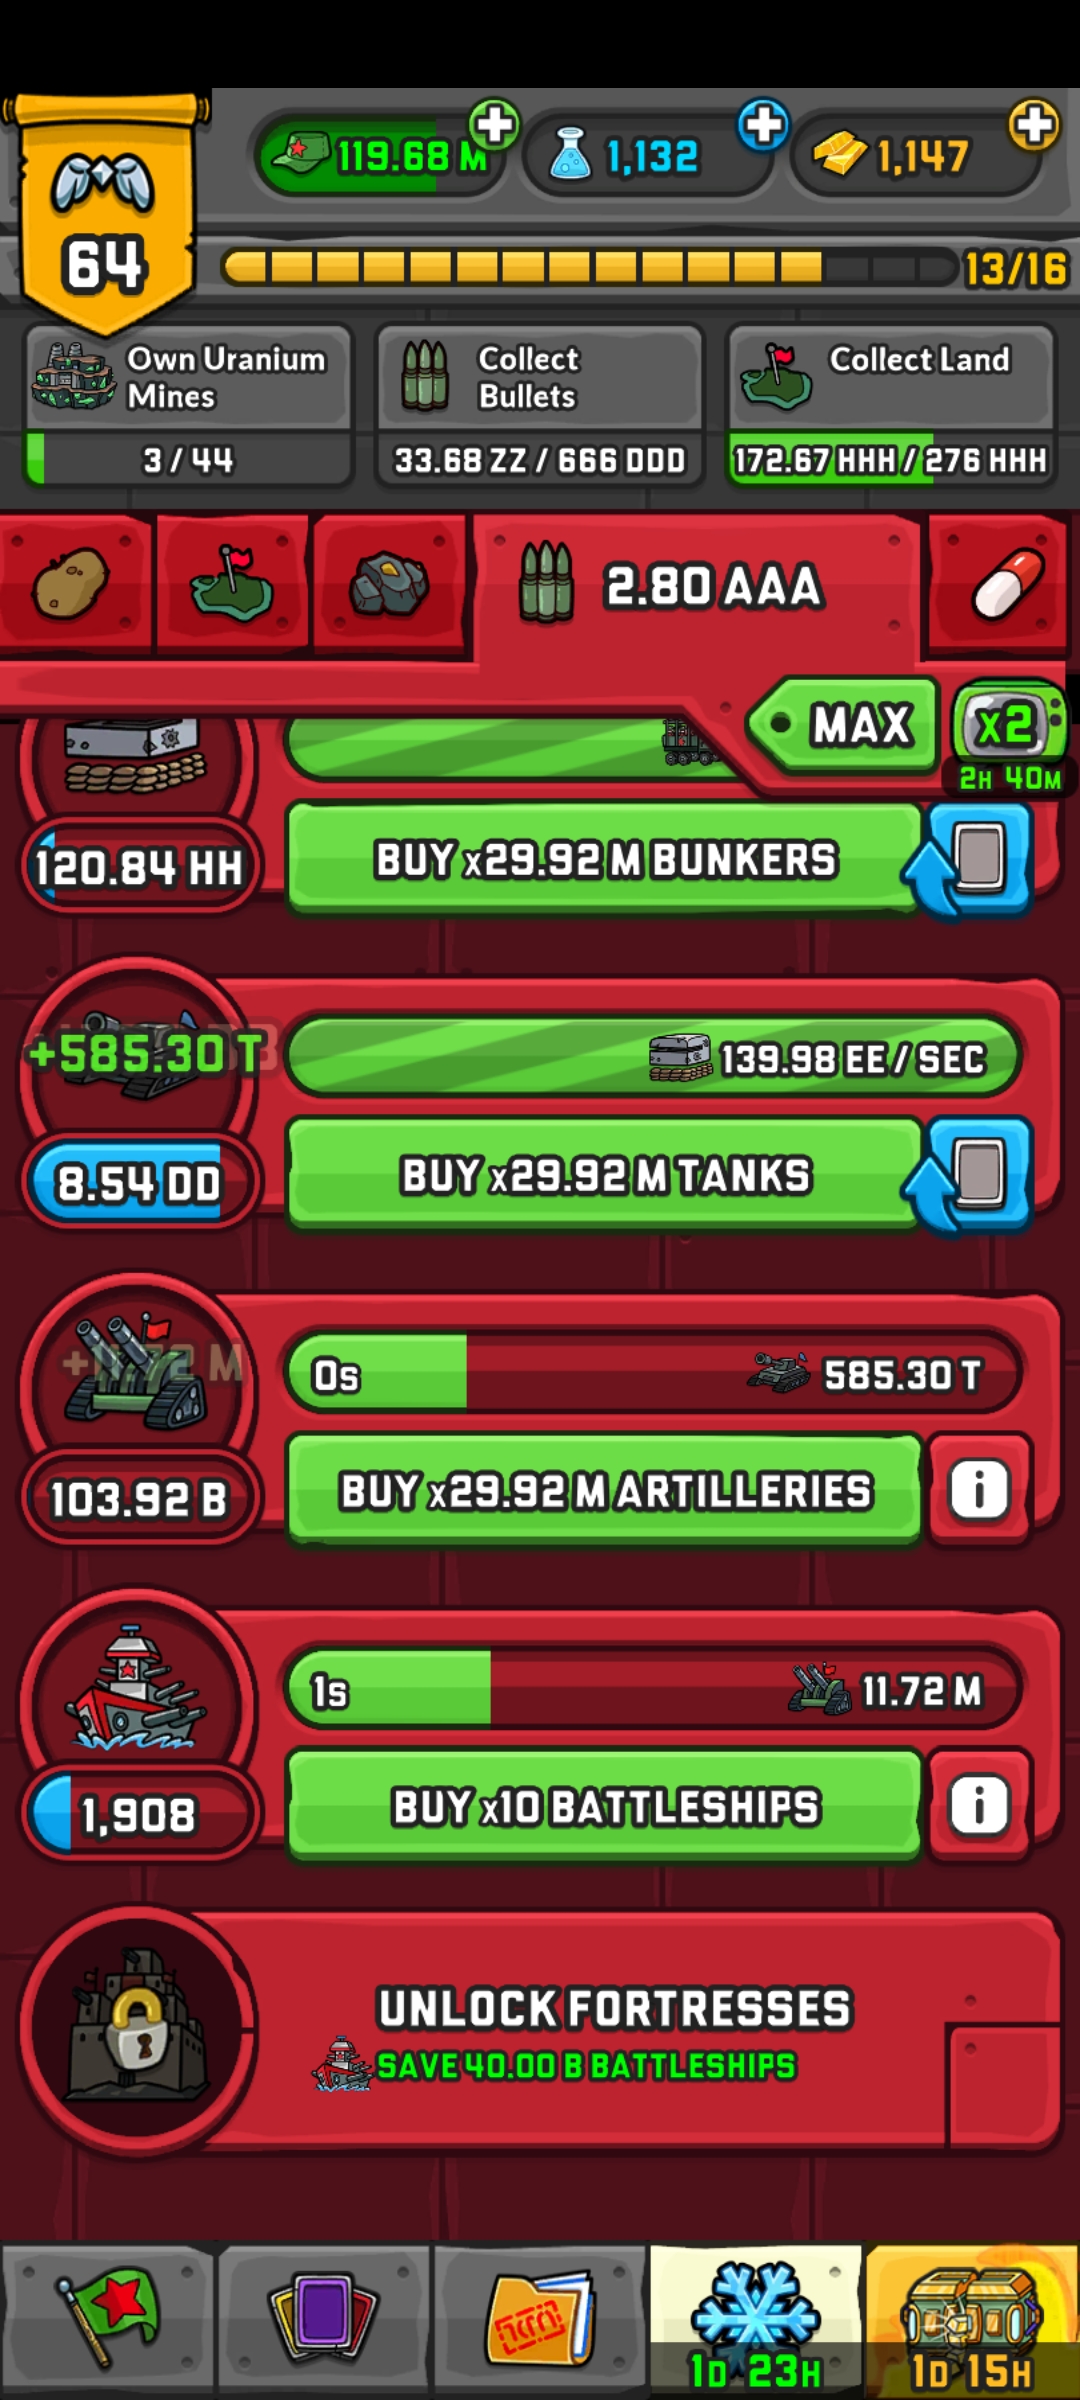 119.68 M
1,132
1,147
64
13/16
Own Uranium
Mines
Collect
Bullets
Collect Land
3 / 44
33.68 ZZ / 666 DDD
172.67 HHH / 276 HHH
2.80 AAA
MAX
x2
2H 40M
120.84 HH
BUY x29.92 M BUNKERS
+585.30 T
139.98 EE / SEC
8.54 DD
BUY x29.92 M TANKS
0s
585.30 T
103.92 B
BUY x29.92 M ARTILLERIES
i
1s
11.72 M
1,908
BUY x10 BATTLESHIPS
i
UNLOCK FORTRESSES
SAVE 40.00 B BATTLESHIPS
1D 23H
1D 15H